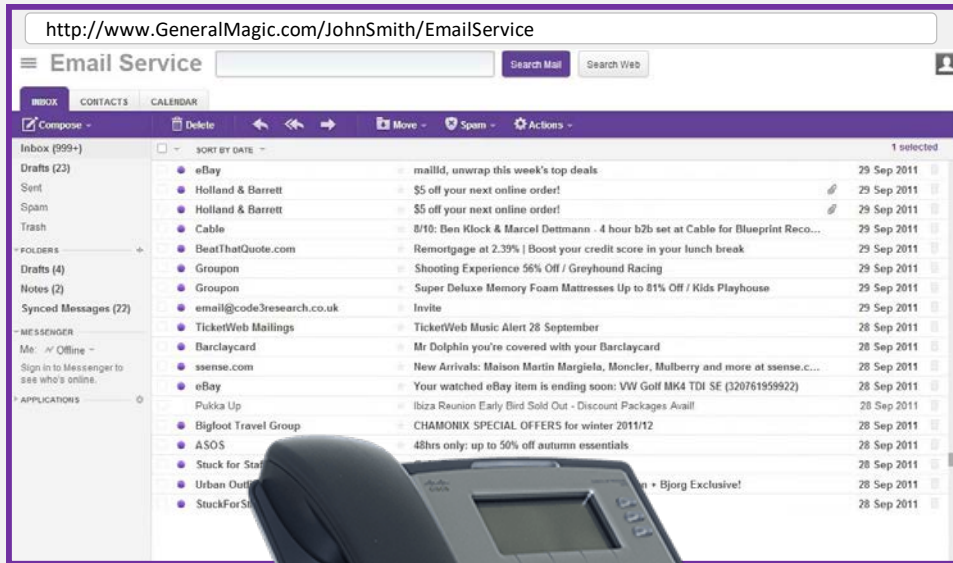 http://www.GeneralMagic.com/JohnSmith/EmailService
Email Service
Search Mail
Search Web
INBOX CONTACTS CALENDAR
Compose Delete Move Spam Actions
Inbox (999+)
SORT BY DATE
1 selected
Drafts (23)
Sent
Spam
Trash
FOLDERS
Drafts (4)
Notes (2)
Synced Messages (22)
MESSENGER
Me: Offline
Sign in to Messenger to
see who's online.
APPLICATIONS
eBay mailId, unwrap this week's top deals 29 Sep 2011
Holland & Barrett $5 off your next online order! 29 Sep 2011
Holland & Barrett $5 off your next online order! 29 Sep 2011
Cable 8/10: Ben Klock & Marcel Dettmann - 4 hour b2b set at Cable for Blueprint Reco... 29 Sep 2011
BeatThatQuote.com Remortgage at 2.39% | Boost your credit score in your lunch break 29 Sep 2011
Groupon Shooting Experience 56% Off / Greyhound Racing 29 Sep 2011
Groupon Super Deluxe Memory Foam Mattresses Up to 81% Off / Kids Playhouse 29 Sep 2011
email@code3research.co.uk Invite 29 Sep 2011
TicketWeb Mailings TicketWeb Music Alert 28 September 28 Sep 2011
Barclaycard Mr Dolphin you're covered with your Barclaycard 28 Sep 2011
ssense.com New Arrivals: Maison Martin Margiela, Moncler, Mulberry and more at ssense.c... 28 Sep 2011
eBay Your watched eBay item is ending soon: VW Golf MK4 TDI SE (320761959922) 28 Sep 2011
Pukka Up Ibiza Reunion Early Bird Sold Out - Discount Packages Avail! 28 Sep 2011
Bigfoot Travel Group CHAMONIX SPECIAL OFFERS for winter 2011/12 28 Sep 2011
ASOS 48hrs only: up to 50% off autumn essentials 28 Sep 2011
Stuck for Staf 28 Sep 2011
Urban Outf + Bjorg Exclusive! 28 Sep 2011
StuckForSt 28 Sep 2011
CISCO